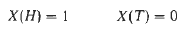 X(H) = 1 X(T) = 0